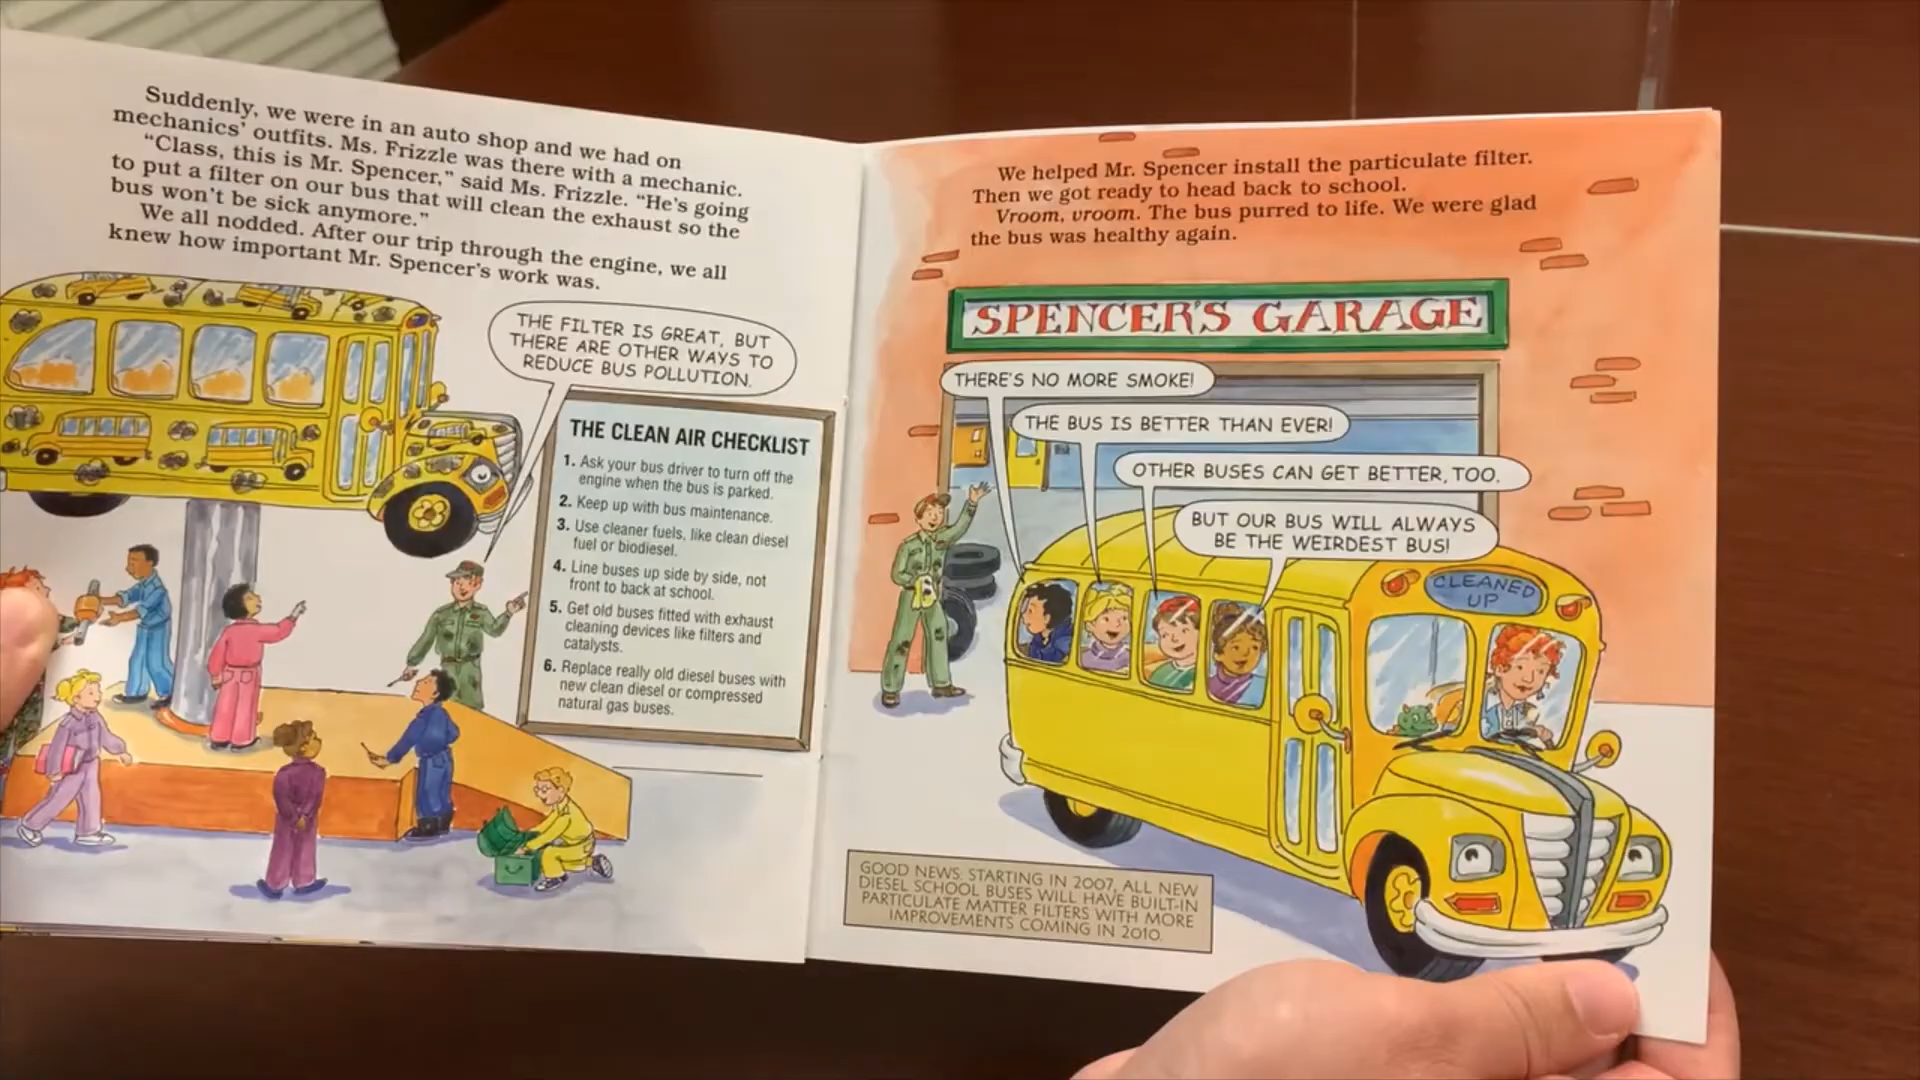 Suddenly, we were in an auto shop and we had on
mechanics' outfits. Ms. Frizzle was there with a mechanic.
"Class, this is Mr. Spencer," said Ms. Frizzle. "He's going
to put a filter on our bus that will clean the exhaust so the
bus won't be sick anymore."
We all nodded. After our trip through the engine, we all
knew how important Mr. Spencer's work was.
THE FILTER IS GREAT, BUT
THERE ARE OTHER WAYS TO
REDUCE BUS POLLUTION.
THE CLEAN AIR CHECKLIST
1. Ask your bus driver to turn off the
engine when the bus is parked.
2. Keep up with bus maintenance.
3. Use cleaner fuels, like clean diesel
fuel or biodiesel.
4. Line buses up side by side, not
front to back at school.
5. Get old buses fitted with exhaust
cleaning devices like filters and
catalysts.
6. Replace really old diesel buses with
new clean diesel or compressed
natural gas buses.
We helped Mr. Spencer install the particulate filter.
Then we got ready to head back to school.
Vroom, vroom. The bus purred to life. We were glad
the bus was healthy again.
SPENCER'S GARAGE
THERE'S NO MORE SMOKE!
THE BUS IS BETTER THAN EVER!
OTHER BUSES CAN GET BETTER, TOO.
BUT OUR BUS WILL ALWAYS
BE THE WEIRDEST BUS!
CLEANED
UP
GOOD NEWS: STARTING IN 2007, ALL NEW
DIESEL SCHOOL BUSES WILL HAVE BUILT-IN
PARTICULATE MATTER FILTERS WITH MORE
IMPROVEMENTS COMING IN 2010.